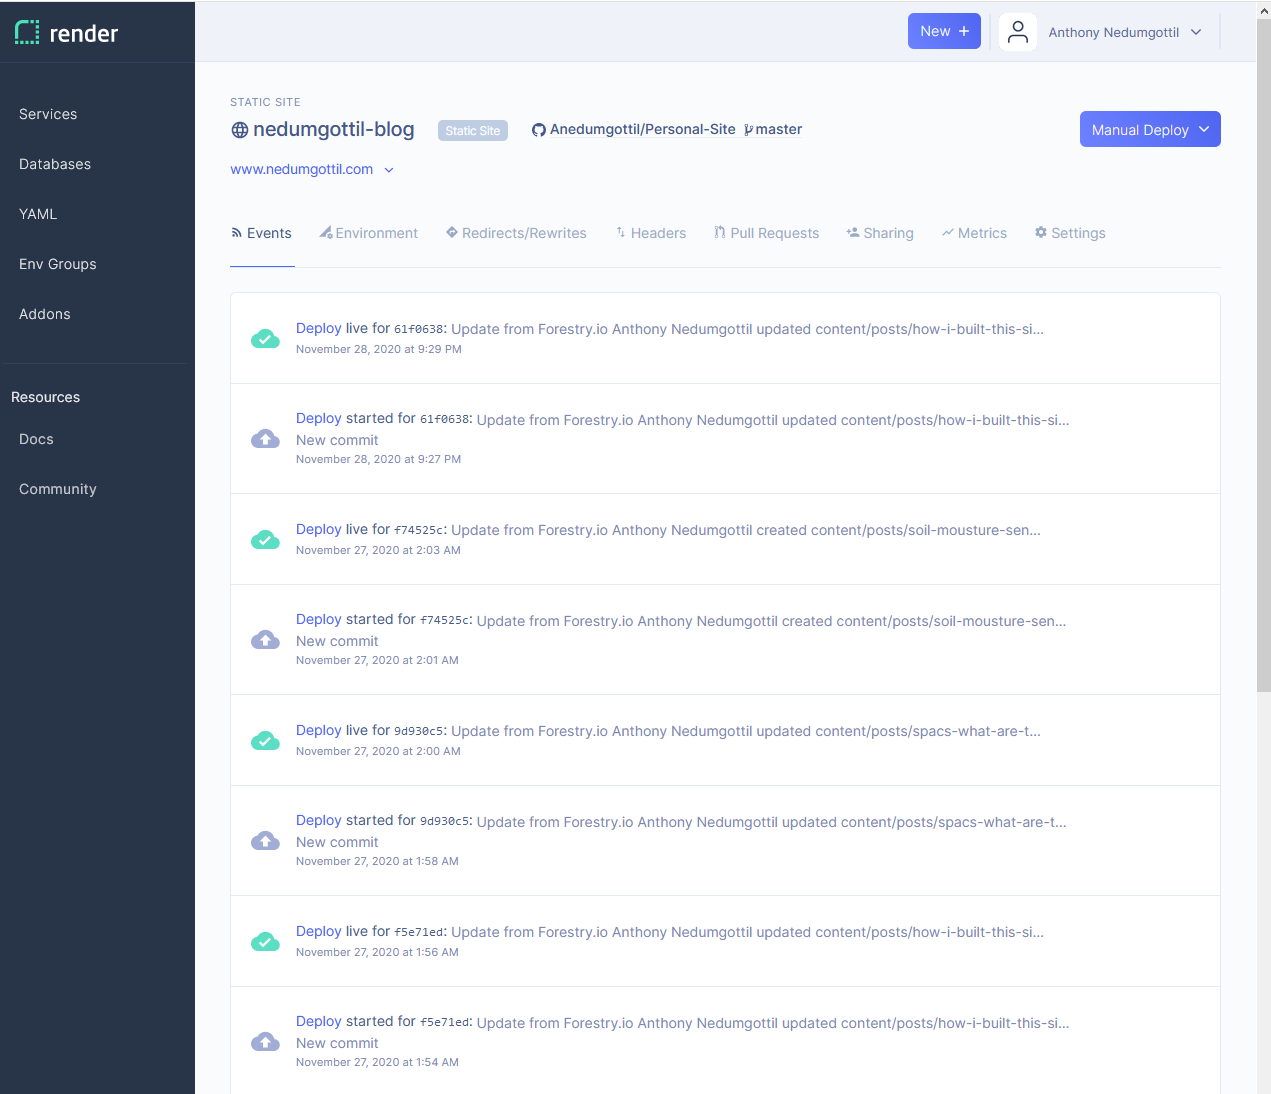 render
New +
Anthony Nedumgottil
Services
Databases
YAML
Env Groups
Addons
Resources
Docs
Community
STATIC SITE
nedumgottil-blog
Static Site
Anedumgottil/Personal-Site master
Manual Deploy
www.nedumgottil.com
Events Environment Redirects/Rewrites Headers Pull Requests Sharing Metrics Settings
Deploy live for 61f0638: Update from Forestry.io Anthony Nedumgottil updated content/posts/how-i-built-this-si...
November 28, 2020 at 9:29 PM
Deploy started for 61f0638: Update from Forestry.io Anthony Nedumgottil updated content/posts/how-i-built-this-si...
New commit
November 28, 2020 at 9:27 PM
Deploy live for f74525c: Update from Forestry.io Anthony Nedumgottil created content/posts/soil-mousture-sen...
November 27, 2020 at 2:03 AM
Deploy started for f74525c: Update from Forestry.io Anthony Nedumgottil created content/posts/soil-mousture-sen...
New commit
November 27, 2020 at 2:01 AM
Deploy live for 9d930c5: Update from Forestry.io Anthony Nedumgottil updated content/posts/spacs-what-are-t...
November 27, 2020 at 2:00 AM
Deploy started for 9d930c5: Update from Forestry.io Anthony Nedumgottil updated content/posts/spacs-what-are-t...
New commit
November 27, 2020 at 1:58 AM
Deploy live for f5e71ed: Update from Forestry.io Anthony Nedumgottil updated content/posts/how-i-built-this-si...
November 27, 2020 at 1:56 AM
Deploy started for f5e71ed: Update from Forestry.io Anthony Nedumgottil updated content/posts/how-i-built-this-si...
New commit
November 27, 2020 at 1:54 AM